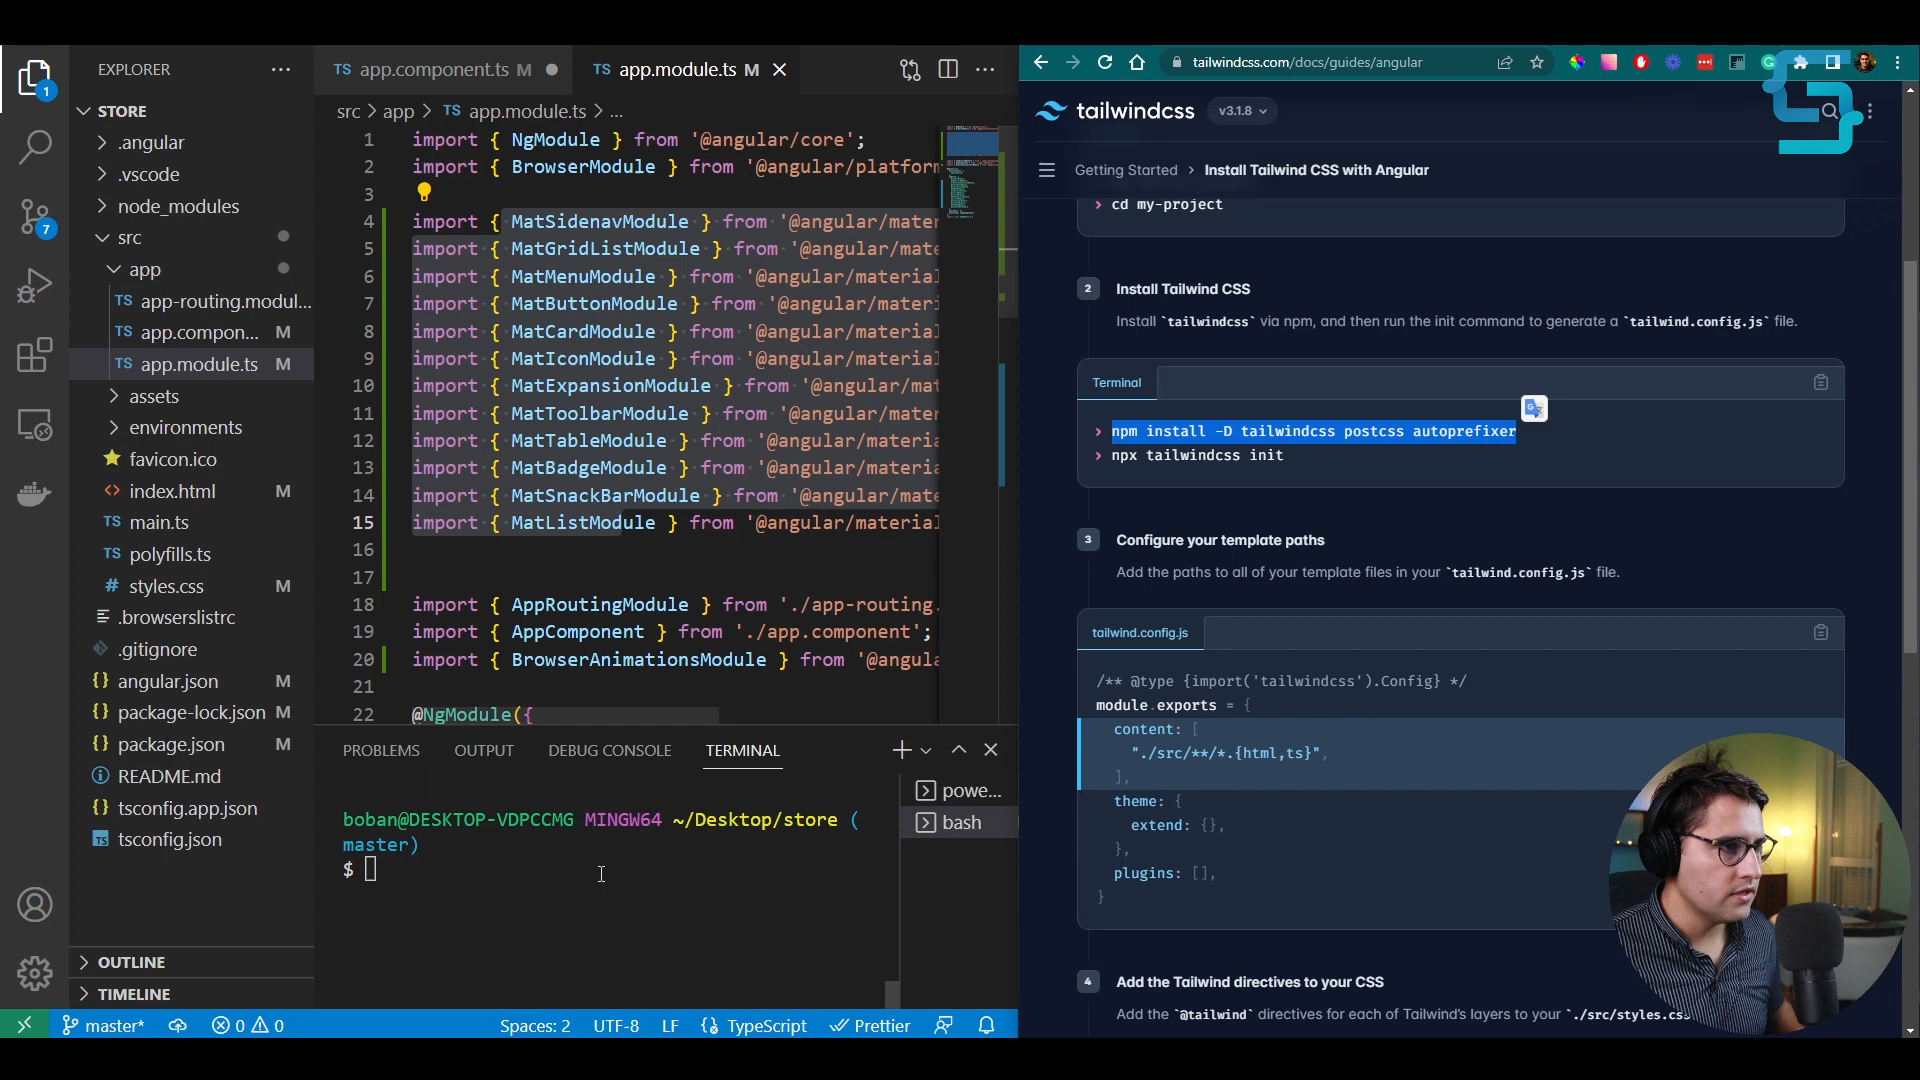 EXPLORER
STORE
.angular
.vscode
node_modules
src
app
TS app-routing.modul...
TS app.compon... M
TS app.module.ts M
assets
environments
favicon.ico
<> index.html M
TS main.ts
TS polyfills.ts
# styles.css M
.browserslistrc
.gitignore
{} angular.json M
{} package-lock.json M
{} package.json M
README.md
{} tsconfig.app.json
tsconfig.json
OUTLINE
TIMELINE
1
7
TS app.component.ts M
TS app.module.ts M
src > app > TS app.module.ts > ...
1 import { NgModule } from '@angular/core';
2 import { BrowserModule } from '@angular/platform
3
4 import { MatSidenavModule } from '@angular/mater
5 import { MatGridListModule } from '@angular/mate
6 import { MatMenuModule } from '@angular/material
7 import { MatButtonModule } from '@angular/materi
8 import { MatCardModule } from '@angular/material
9 import { MatIconModule } from '@angular/material
10 import { MatExpansionModule } from '@angular/mat
11 import { MatToolbarModule } from '@angular/mater
12 import { MatTableModule } from '@angular/materia
13 import { MatBadgeModule } from '@angular/materia
14 import { MatSnackBarModule } from '@angular/mate
15 import { MatListModule } from '@angular/material
16
17
18 import { AppRoutingModule } from './app-routing.
19 import { AppComponent } from './app.component';
20 import { BrowserAnimationsModule } from '@angula
21
22 @NgModule({
PROBLEMS OUTPUT DEBUG CONSOLE TERMINAL
boban@DESKTOP-VDPCCMG MINGW64 ~/Desktop/store (
master)
$
powe...
bash
master* 0 0 Spaces: 2 UTF-8 LF {} TypeScript Prettier
tailwindcss.com/docs/guides/angular
tailwindcss v3.1.8
Getting Started > Install Tailwind CSS with Angular
> cd my-project
2 Install Tailwind CSS
Install `tailwindcss` via npm, and then run the init command to generate a `tailwind.config.js` file.
Terminal
> npm install -D tailwindcss postcss autoprefixer
> npx tailwindcss init
3 Configure your template paths
Add the paths to all of your template files in your `tailwind.config.js` file.
tailwind.config.js
/** @type {import('tailwindcss').Config} */
module.exports = {
content: [
"./src/**/*.{html,ts}",
],
theme: {
extend: {},
},
plugins: [],
}
4 Add the Tailwind directives to your CSS
Add the `@tailwind` directives for each of Tailwind's layers to your `./src/styles.css